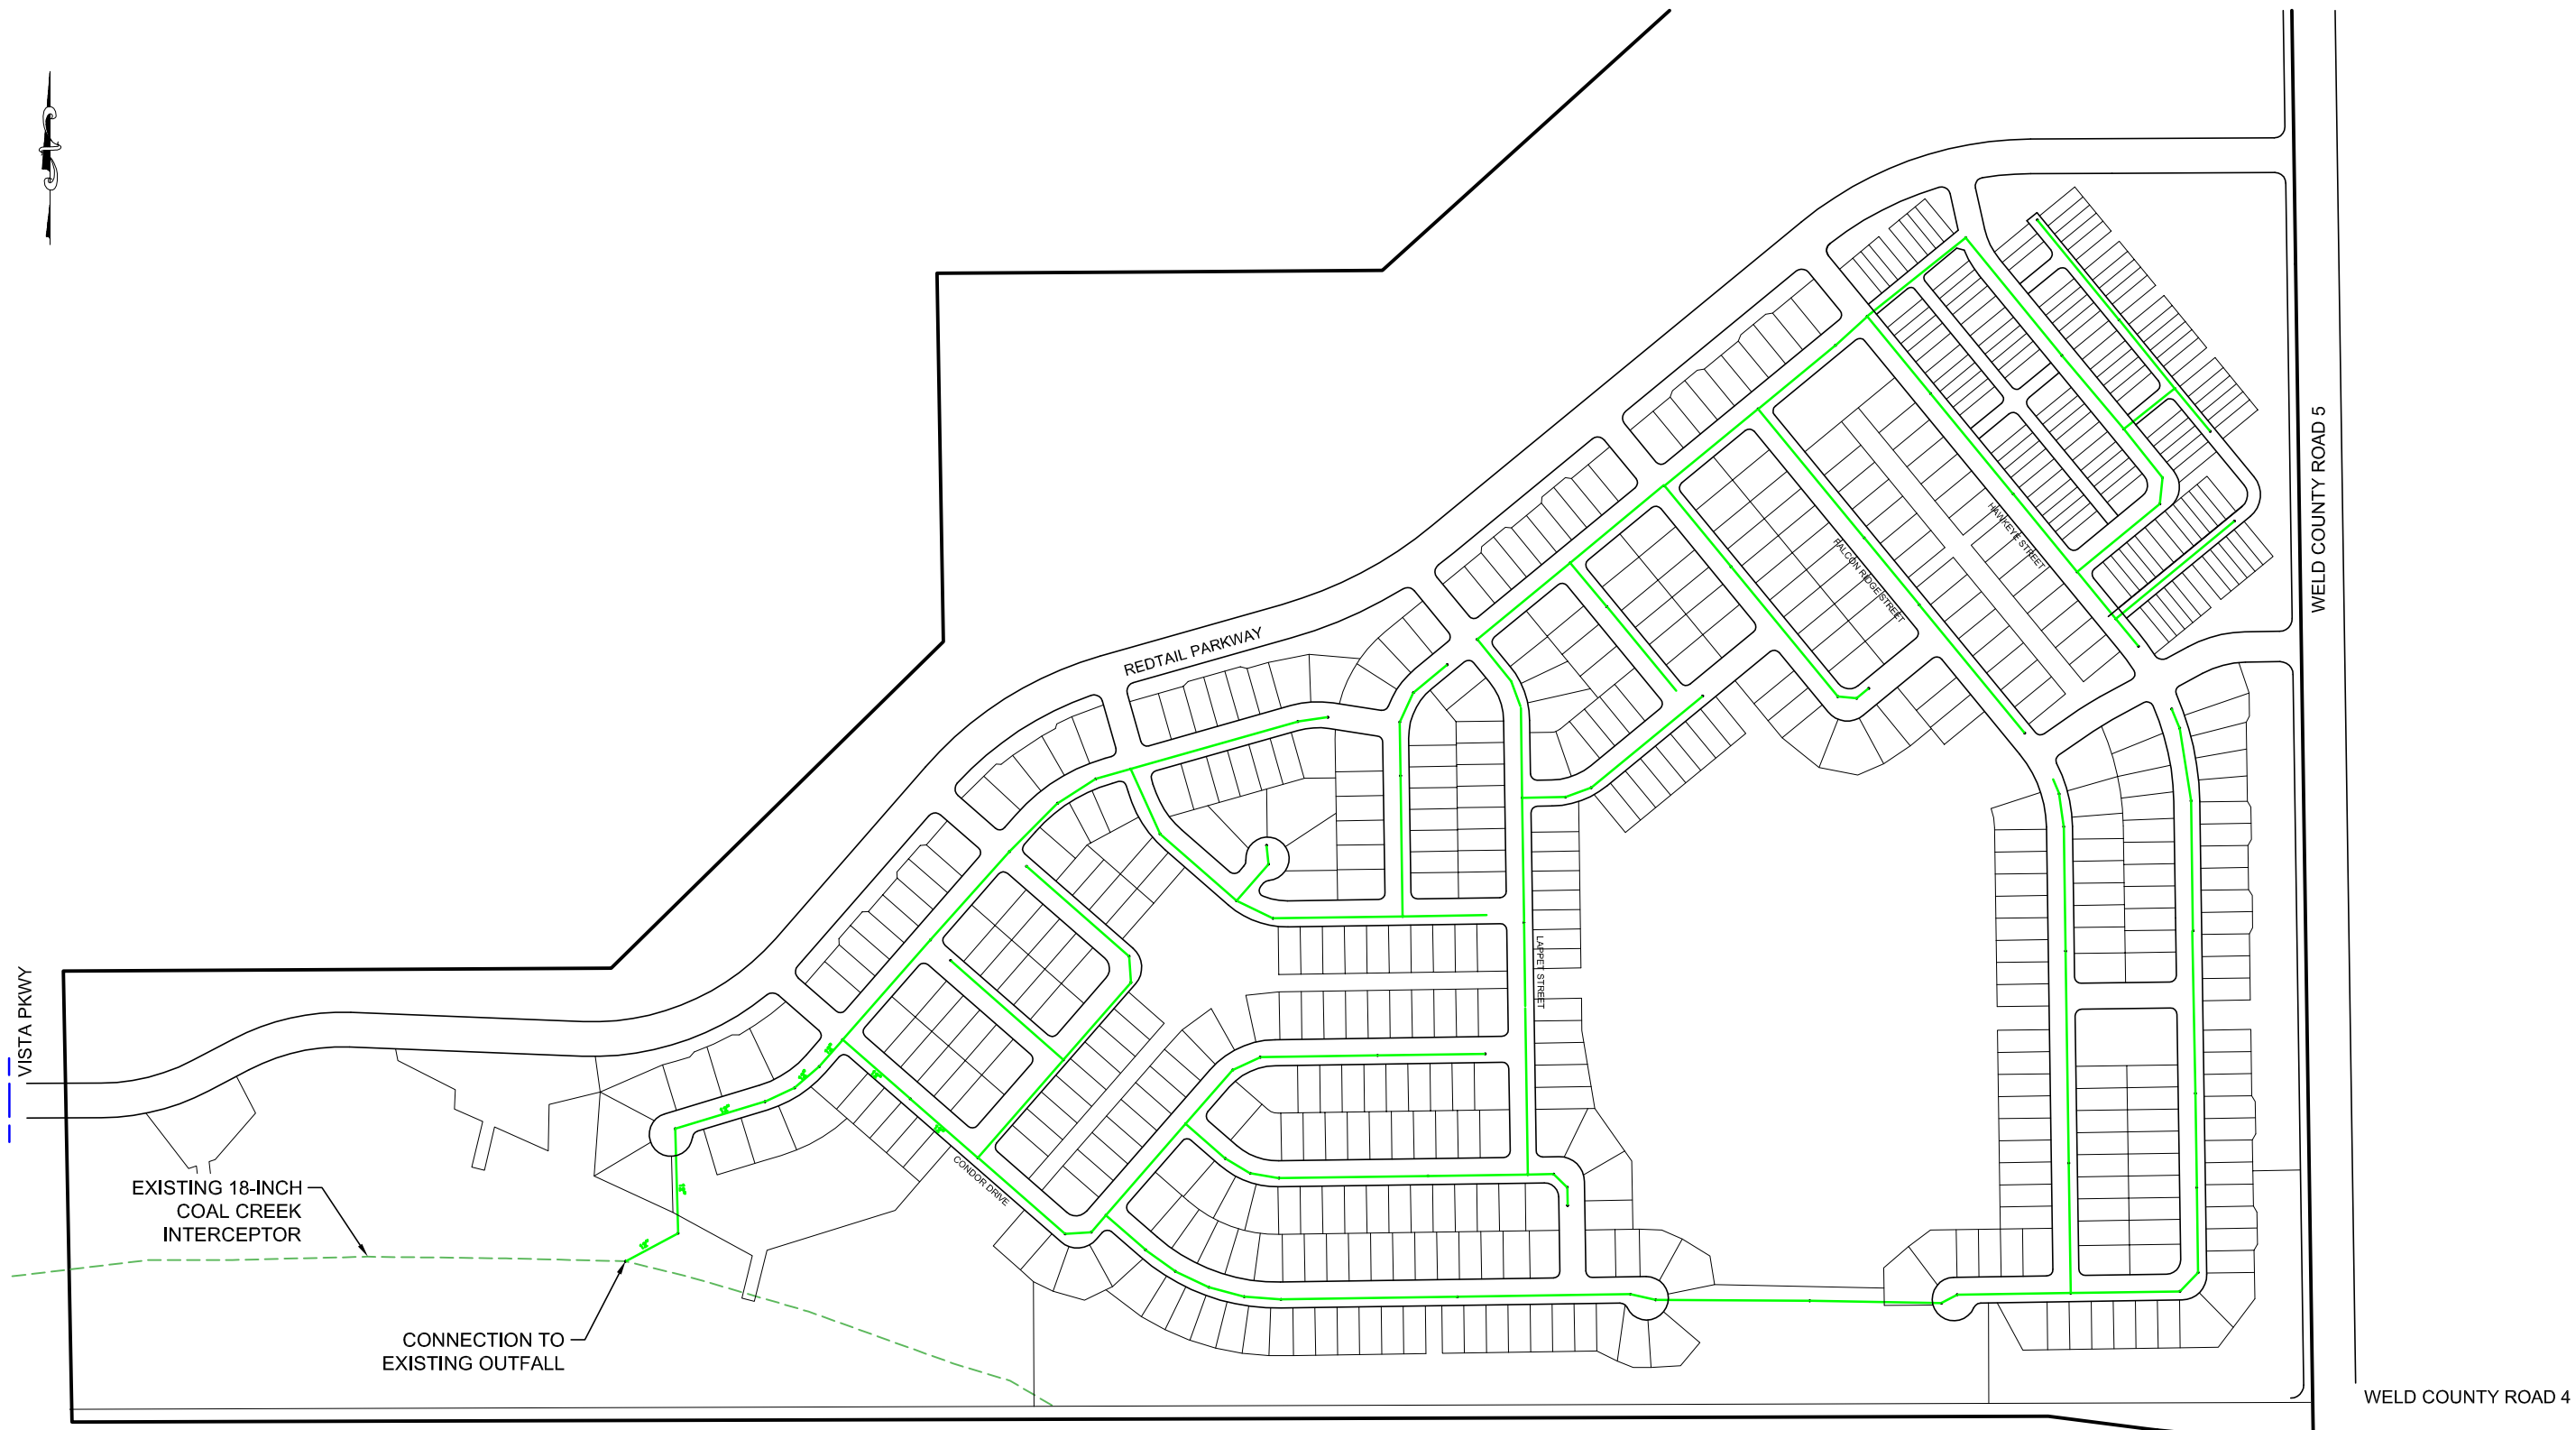 WELD COUNTY ROAD 5
HAWKEYE STREET
FALCON RIDGE STREET
REDTAIL PARKWAY
LAPPET STREET
VISTA PKWY
CONDOR DRIVE
EXISTING 18-INCH
COAL CREEK
INTERCEPTOR
CONNECTION TO
EXISTING OUTFALL
WELD COUNTY ROAD 4